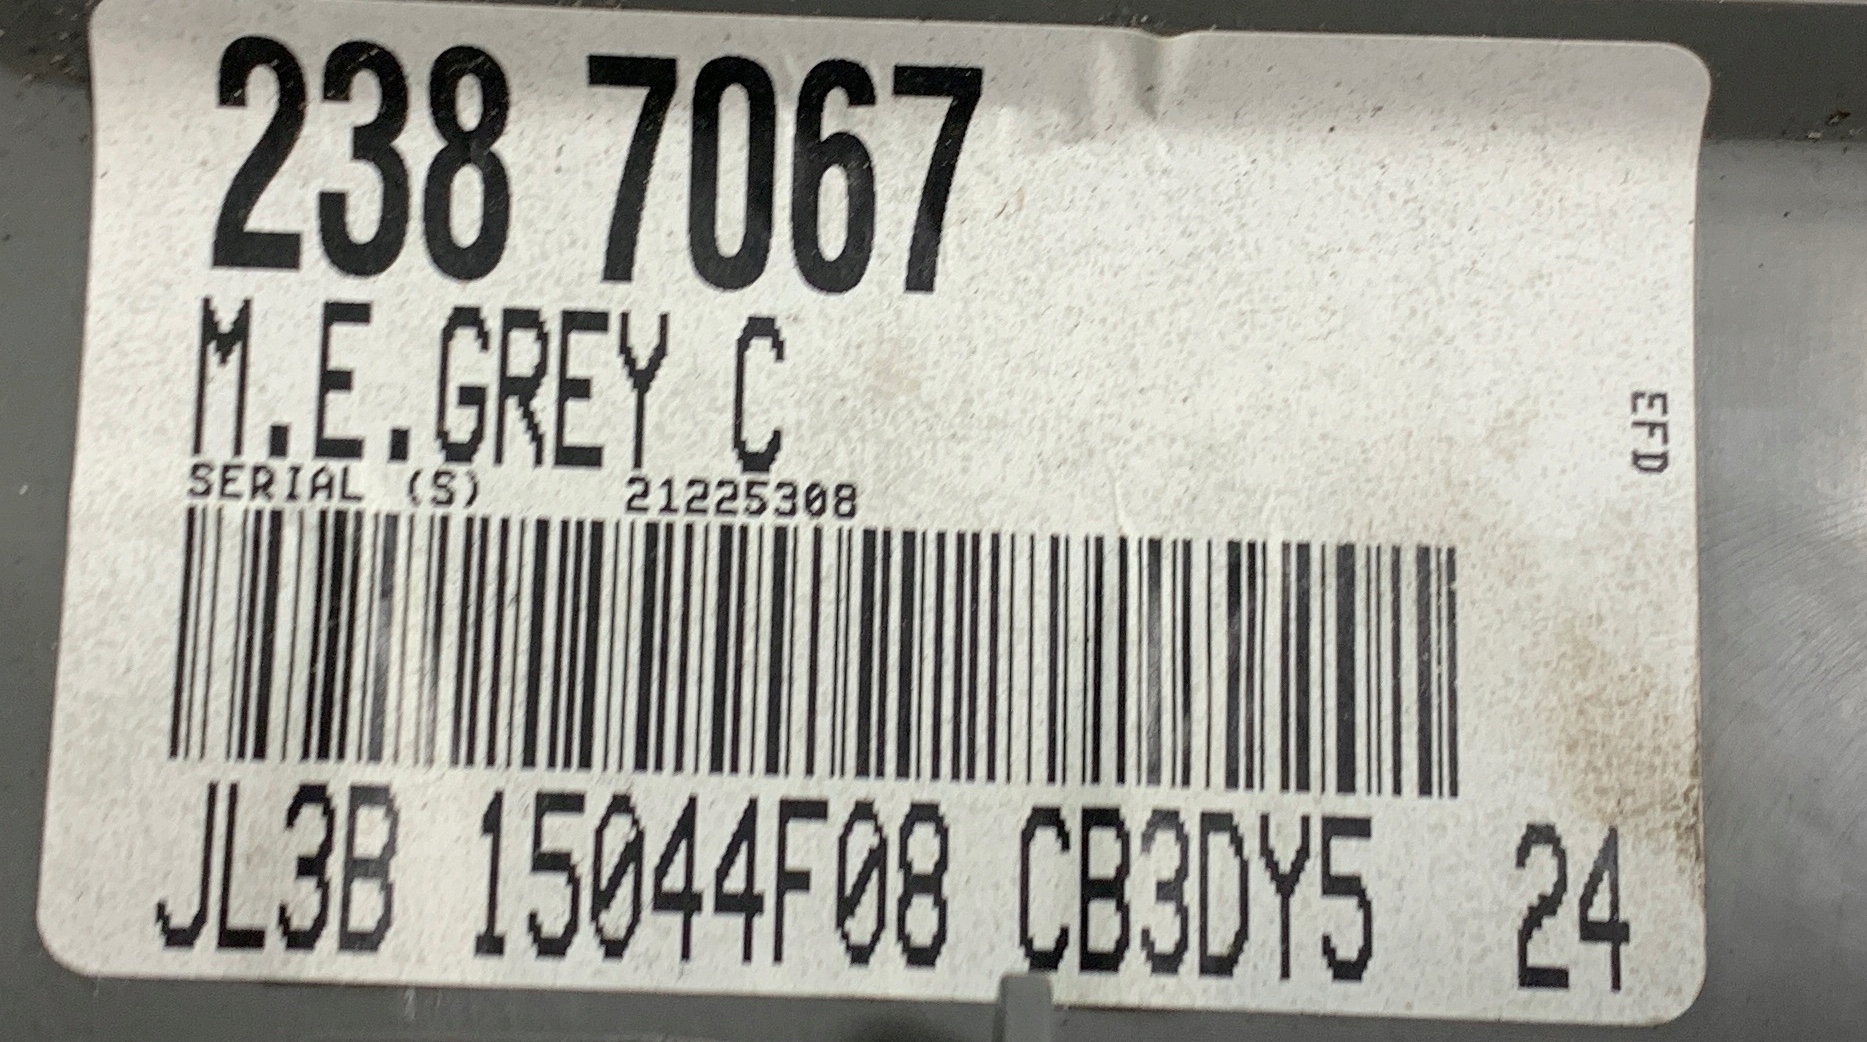 238 7067
M.E.GREY C
EFD
SERIAL (S) 21225308
JL3B 15044F08 CB3DY5 24